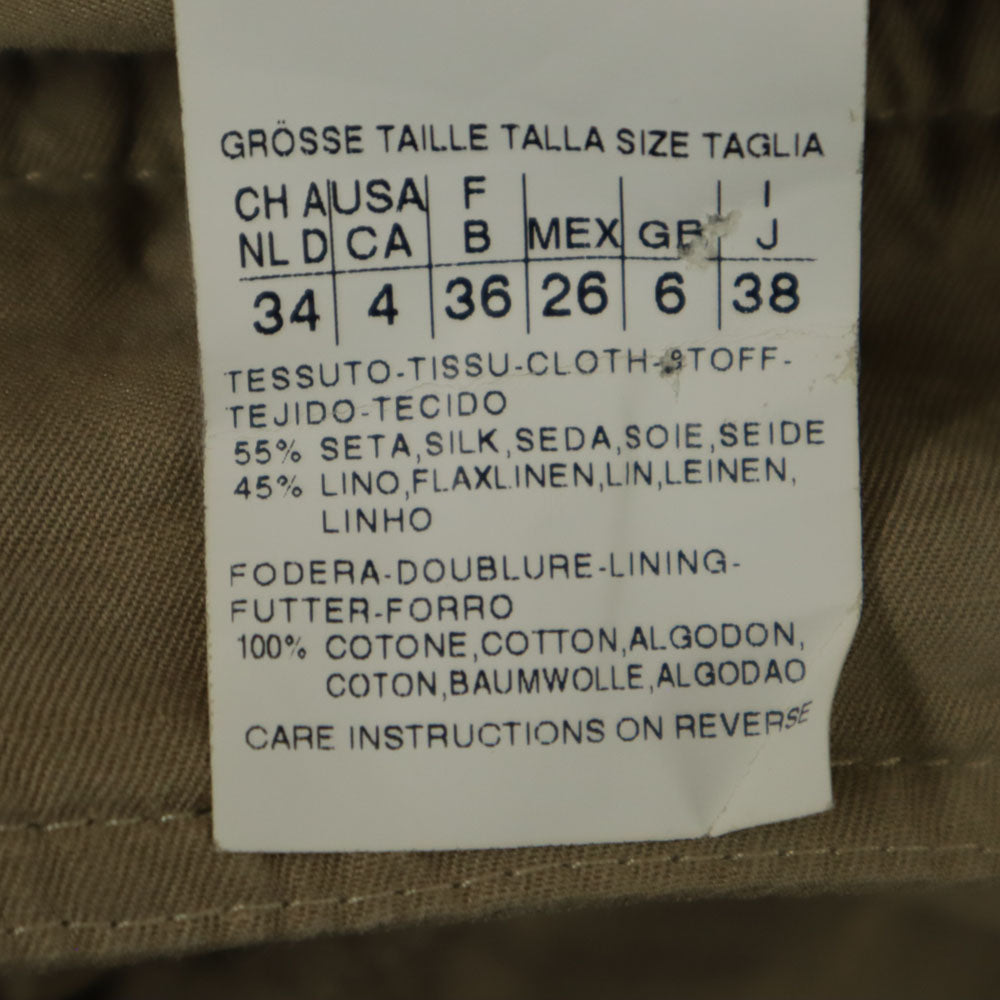 GRÖSSE TAILLE TALLA SIZE TAGLIA
CH A USA F I
NL D CA B MEX GB J
34 4 36 26 6 38
TESSUTO-TISSU-CLOTH-STOFF-
TEJIDO-TECIDO
55% SETA,SILK,SEDA,SOIE,SEIDE
45% LINO,FLAXLINEN,LIN,LEINEN,
LINHO
FODERA-DOUBLURE-LINING-
FUTTER-FORRO
100% COTONE,COTTON,ALGODON,
COTON,BAUMWOLLE,ALGODAO
CARE INSTRUCTIONS ON REVERSE